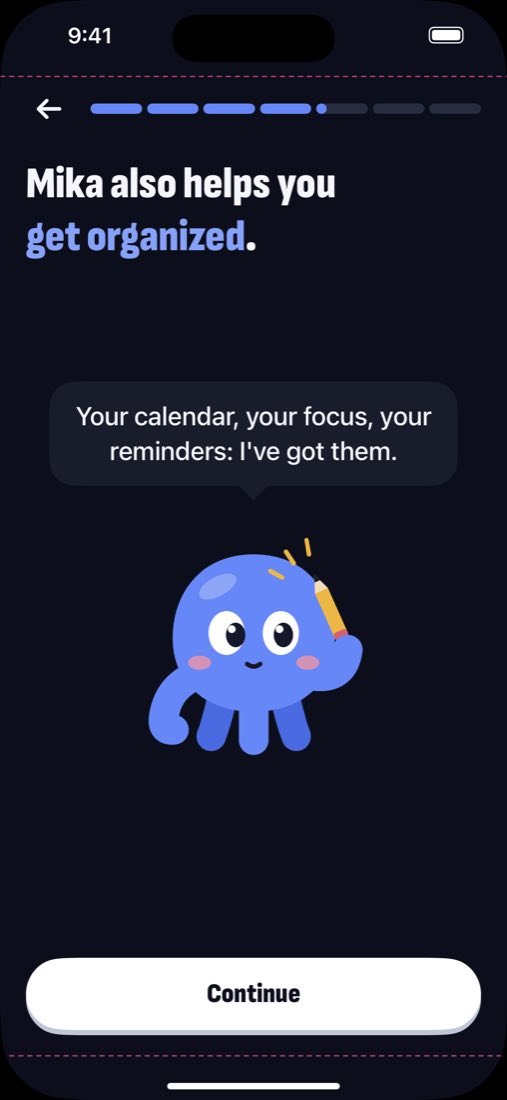 9:41
Mika also helps you
get organized.
Your calendar, your focus, your
reminders: I've got them.
Continue